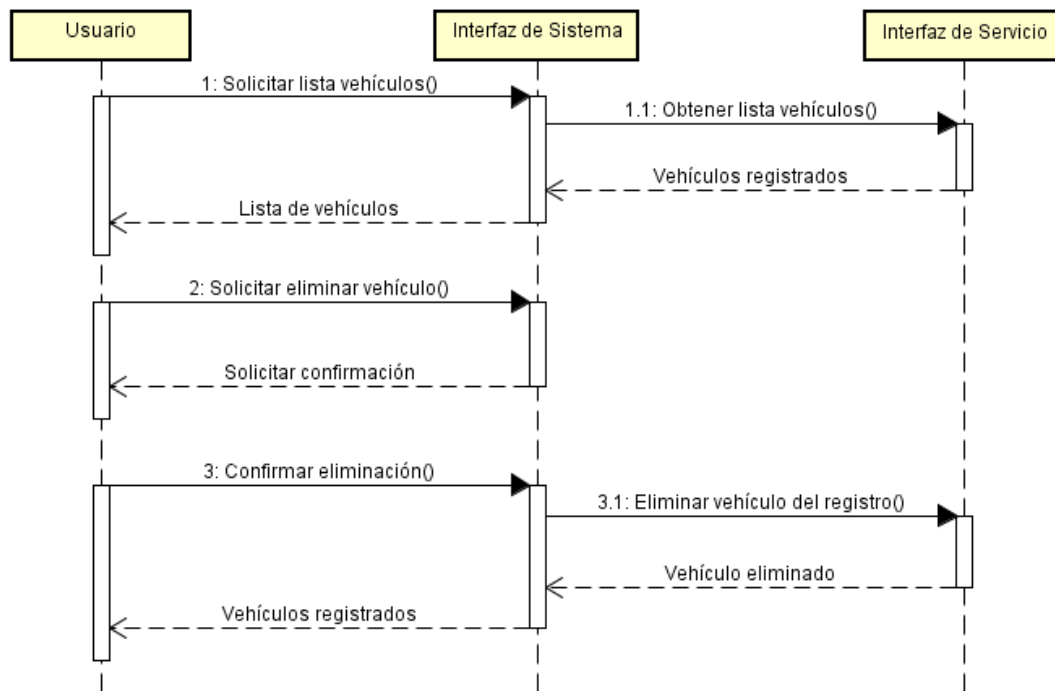 Usuario
Interfaz de Sistema
Interfaz de Servicio
1: Solicitar lista vehículos()
1.1: Obtener lista vehículos()
Vehículos registrados
Lista de vehículos
2: Solicitar eliminar vehículo()
Solicitar confirmación
3: Confirmar eliminación()
3.1: Eliminar vehículo del registro()
Vehículo eliminado
Vehículos registrados